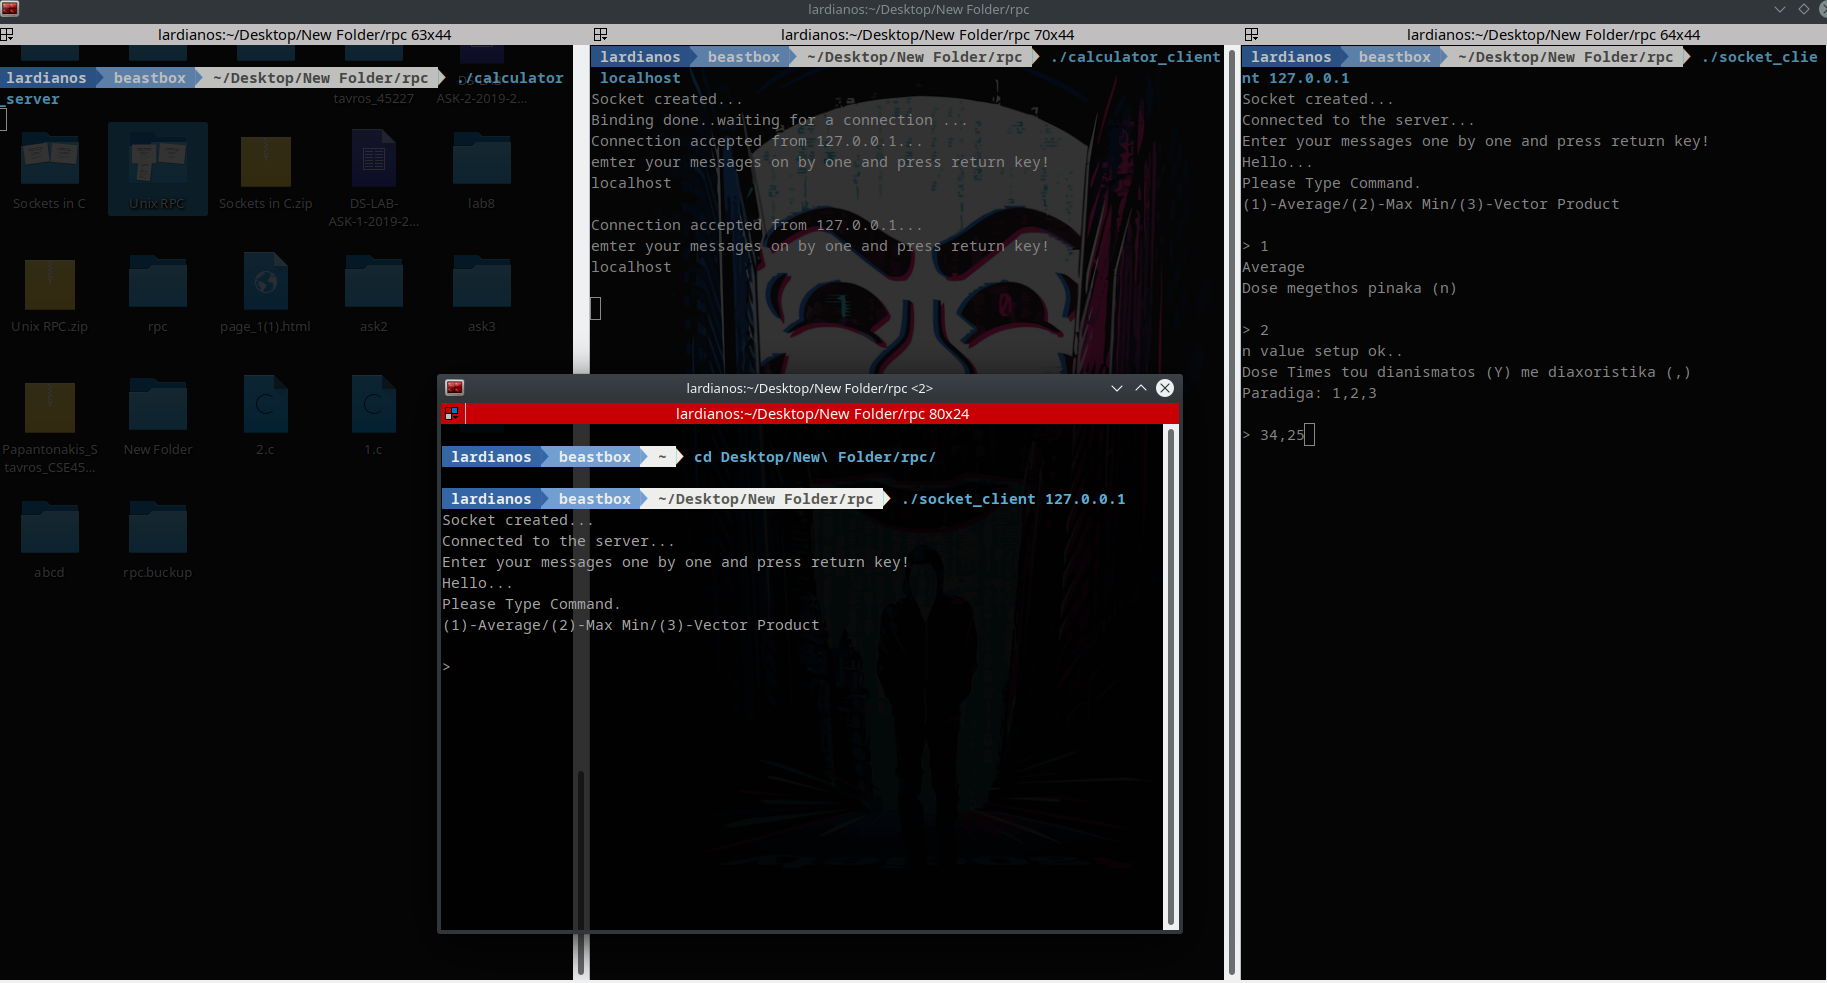 lardianos:~/Desktop/New Folder/rpc
lardianos:~/Desktop/New Folder/rpc 63x44
lardianos beastbox ~/Desktop/New Folder/rpc ./calculator
_server
tavros_45227
ASK-2-2019-2...
Sockets in C
Unix RPC
Sockets in C.zip
DS-LAB-
ASK-1-2019-2...
lab8
Unix RPC.zip
rpc
page_1(1).html
ask2
ask3
Papantonakis_S
tavros_CSE45...
New Folder
2.c
1.c
abcd
rpc.buckup
lardianos:~/Desktop/New Folder/rpc 70x44
lardianos beastbox ~/Desktop/New Folder/rpc ./calculator_client
localhost
Socket created...
Binding done..waiting for a connection ...
Connection accepted from 127.0.0.1...
emter your messages on by one and press return key!
localhost
Connection accepted from 127.0.0.1...
emter your messages on by one and press return key!
localhost
lardianos:~/Desktop/New Folder/rpc 64x44
lardianos beastbox ~/Desktop/New Folder/rpc ./socket_clie
nt 127.0.0.1
Socket created...
Connected to the server...
Enter your messages one by one and press return key!
Hello...
Please Type Command.
(1)-Average/(2)-Max Min/(3)-Vector Product
> 1
Average
Dose megethos pinaka (n)
> 2
n value setup ok..
Dose Times tou dianismatos (Y) me diaxoristika (,)
Paradiga: 1,2,3
> 34,25
lardianos:~/Desktop/New Folder/rpc <2>
lardianos:~/Desktop/New Folder/rpc 80x24
lardianos beastbox ~ cd Desktop/New\ Folder/rpc/
lardianos beastbox ~/Desktop/New Folder/rpc ./socket_client 127.0.0.1
Socket created...
Connected to the server...
Enter your messages one by one and press return key!
Hello...
Please Type Command.
(1)-Average/(2)-Max Min/(3)-Vector Product
>